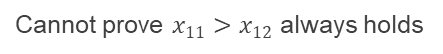 Cannot prove 𝑥₁₁ > 𝑥₁₂ always holds